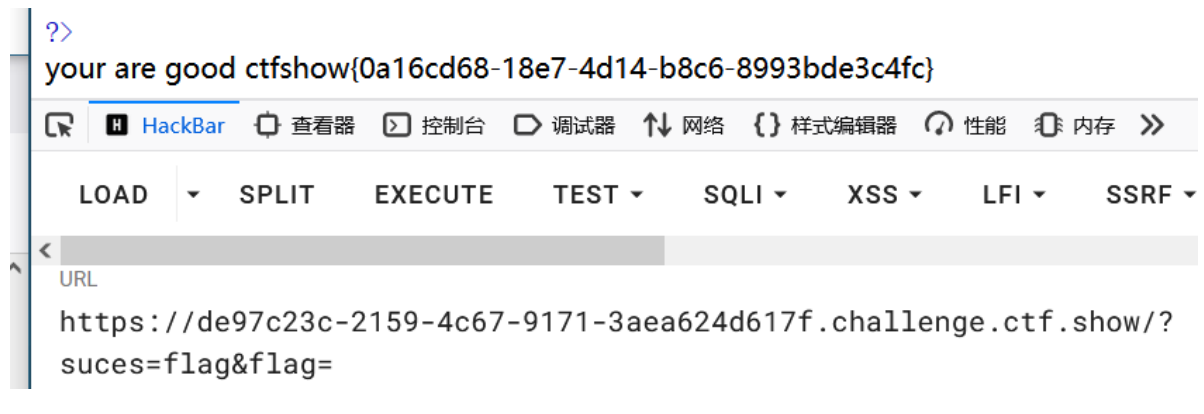 ?>
your are good ctfshow{0a16cd68-18e7-4d14-b8c6-8993bde3c4fc}
HackBar 查看器 控制台 调试器 网络 {} 样式编辑器 性能 内存
LOAD SPLIT EXECUTE TEST SQLI XSS LFI SSRF
URL
https://de97c23c-2159-4c67-9171-3aea624d617f.challenge.ctf.show/?
suces=flag&flag=